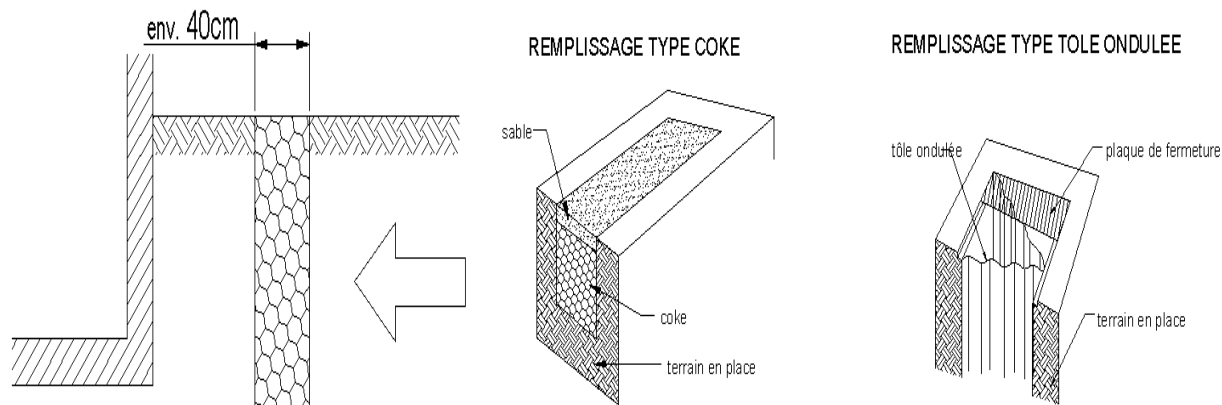 env. 40cm
REMPLISSAGE TYPE COKE
sable
coke
terrain en place
REMPLISSAGE TYPE TOLE ONDULEE
tôle ondulée
plaque de fermeture
terrain en place